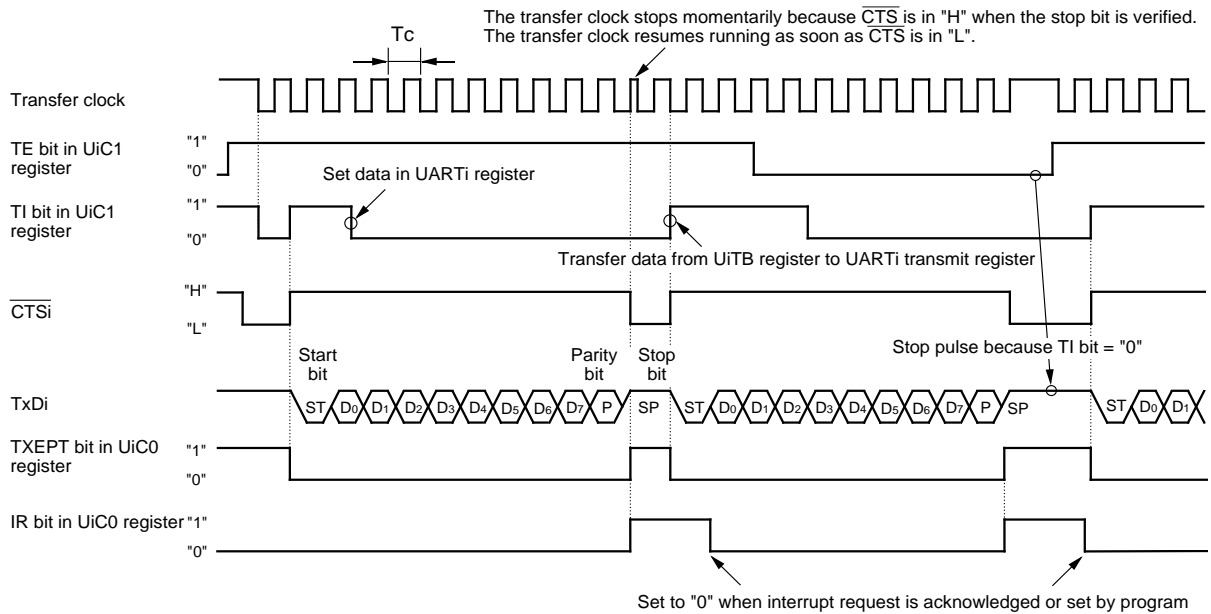 The transfer clock stops momentarily because CTS is in "H" when the stop bit is verified.
The transfer clock resumes running as soon as CTS is in "L".
Tc
Transfer clock
TE bit in UiC1
register
"1"
"0"
Set data in UARTi register
TI bit in UiC1
register
"1"
"0"
Transfer data from UiTB register to UARTi transmit register
CTSi
"H"
"L"
Stop pulse because TI bit = "0"
Start
bit
Parity
bit
Stop
bit
TxDi
ST D0 D1 D2 D3 D4 D5 D6 D7 P SP ST D0 D1 D2 D3 D4 D5 D6 D7 P SP ST D0 D1
TXEPT bit in UiC0
register
"1"
"0"
IR bit in UiC0 register "1"
"0"
Set to "0" when interrupt request is acknowledged or set by program